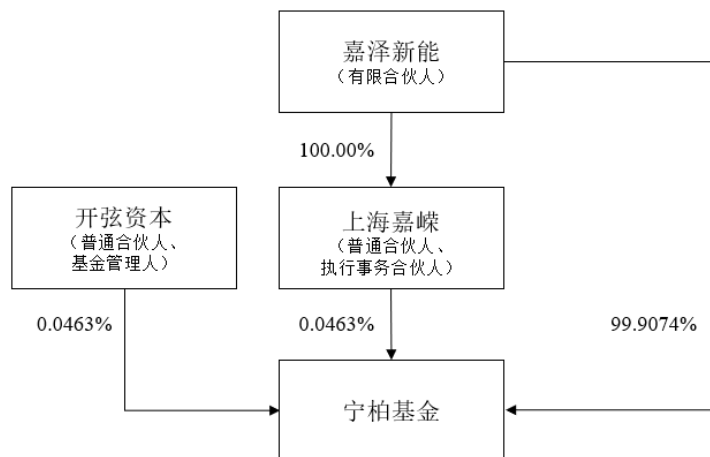 嘉泽新能
（有限合伙人）
100.00%
开弦资本
（普通合伙人、
基金管理人）
上海嘉嵘
（普通合伙人、
执行事务合伙人）
0.0463%
0.0463%
99.9074%
宁柏基金